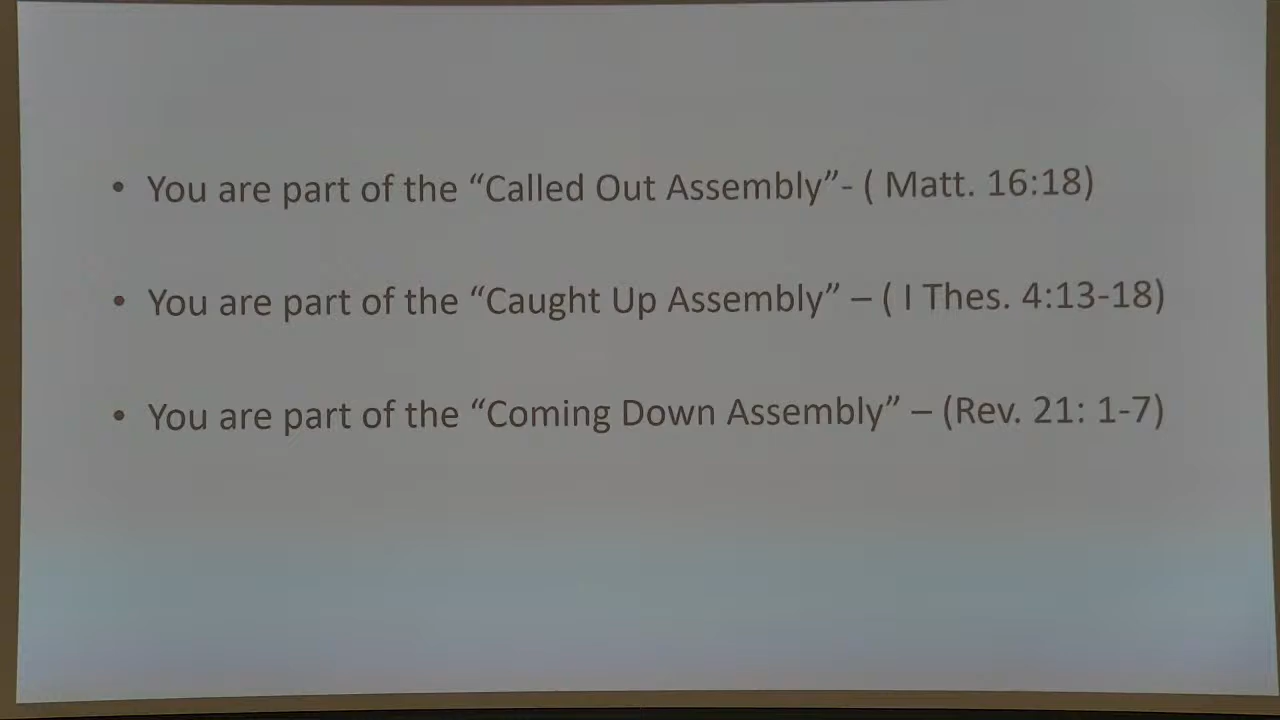 • You are part of the “Called Out Assembly”- ( Matt. 16:18)
• You are part of the “Caught Up Assembly” – ( I Thes. 4:13-18)
• You are part of the “Coming Down Assembly” – (Rev. 21: 1-7)